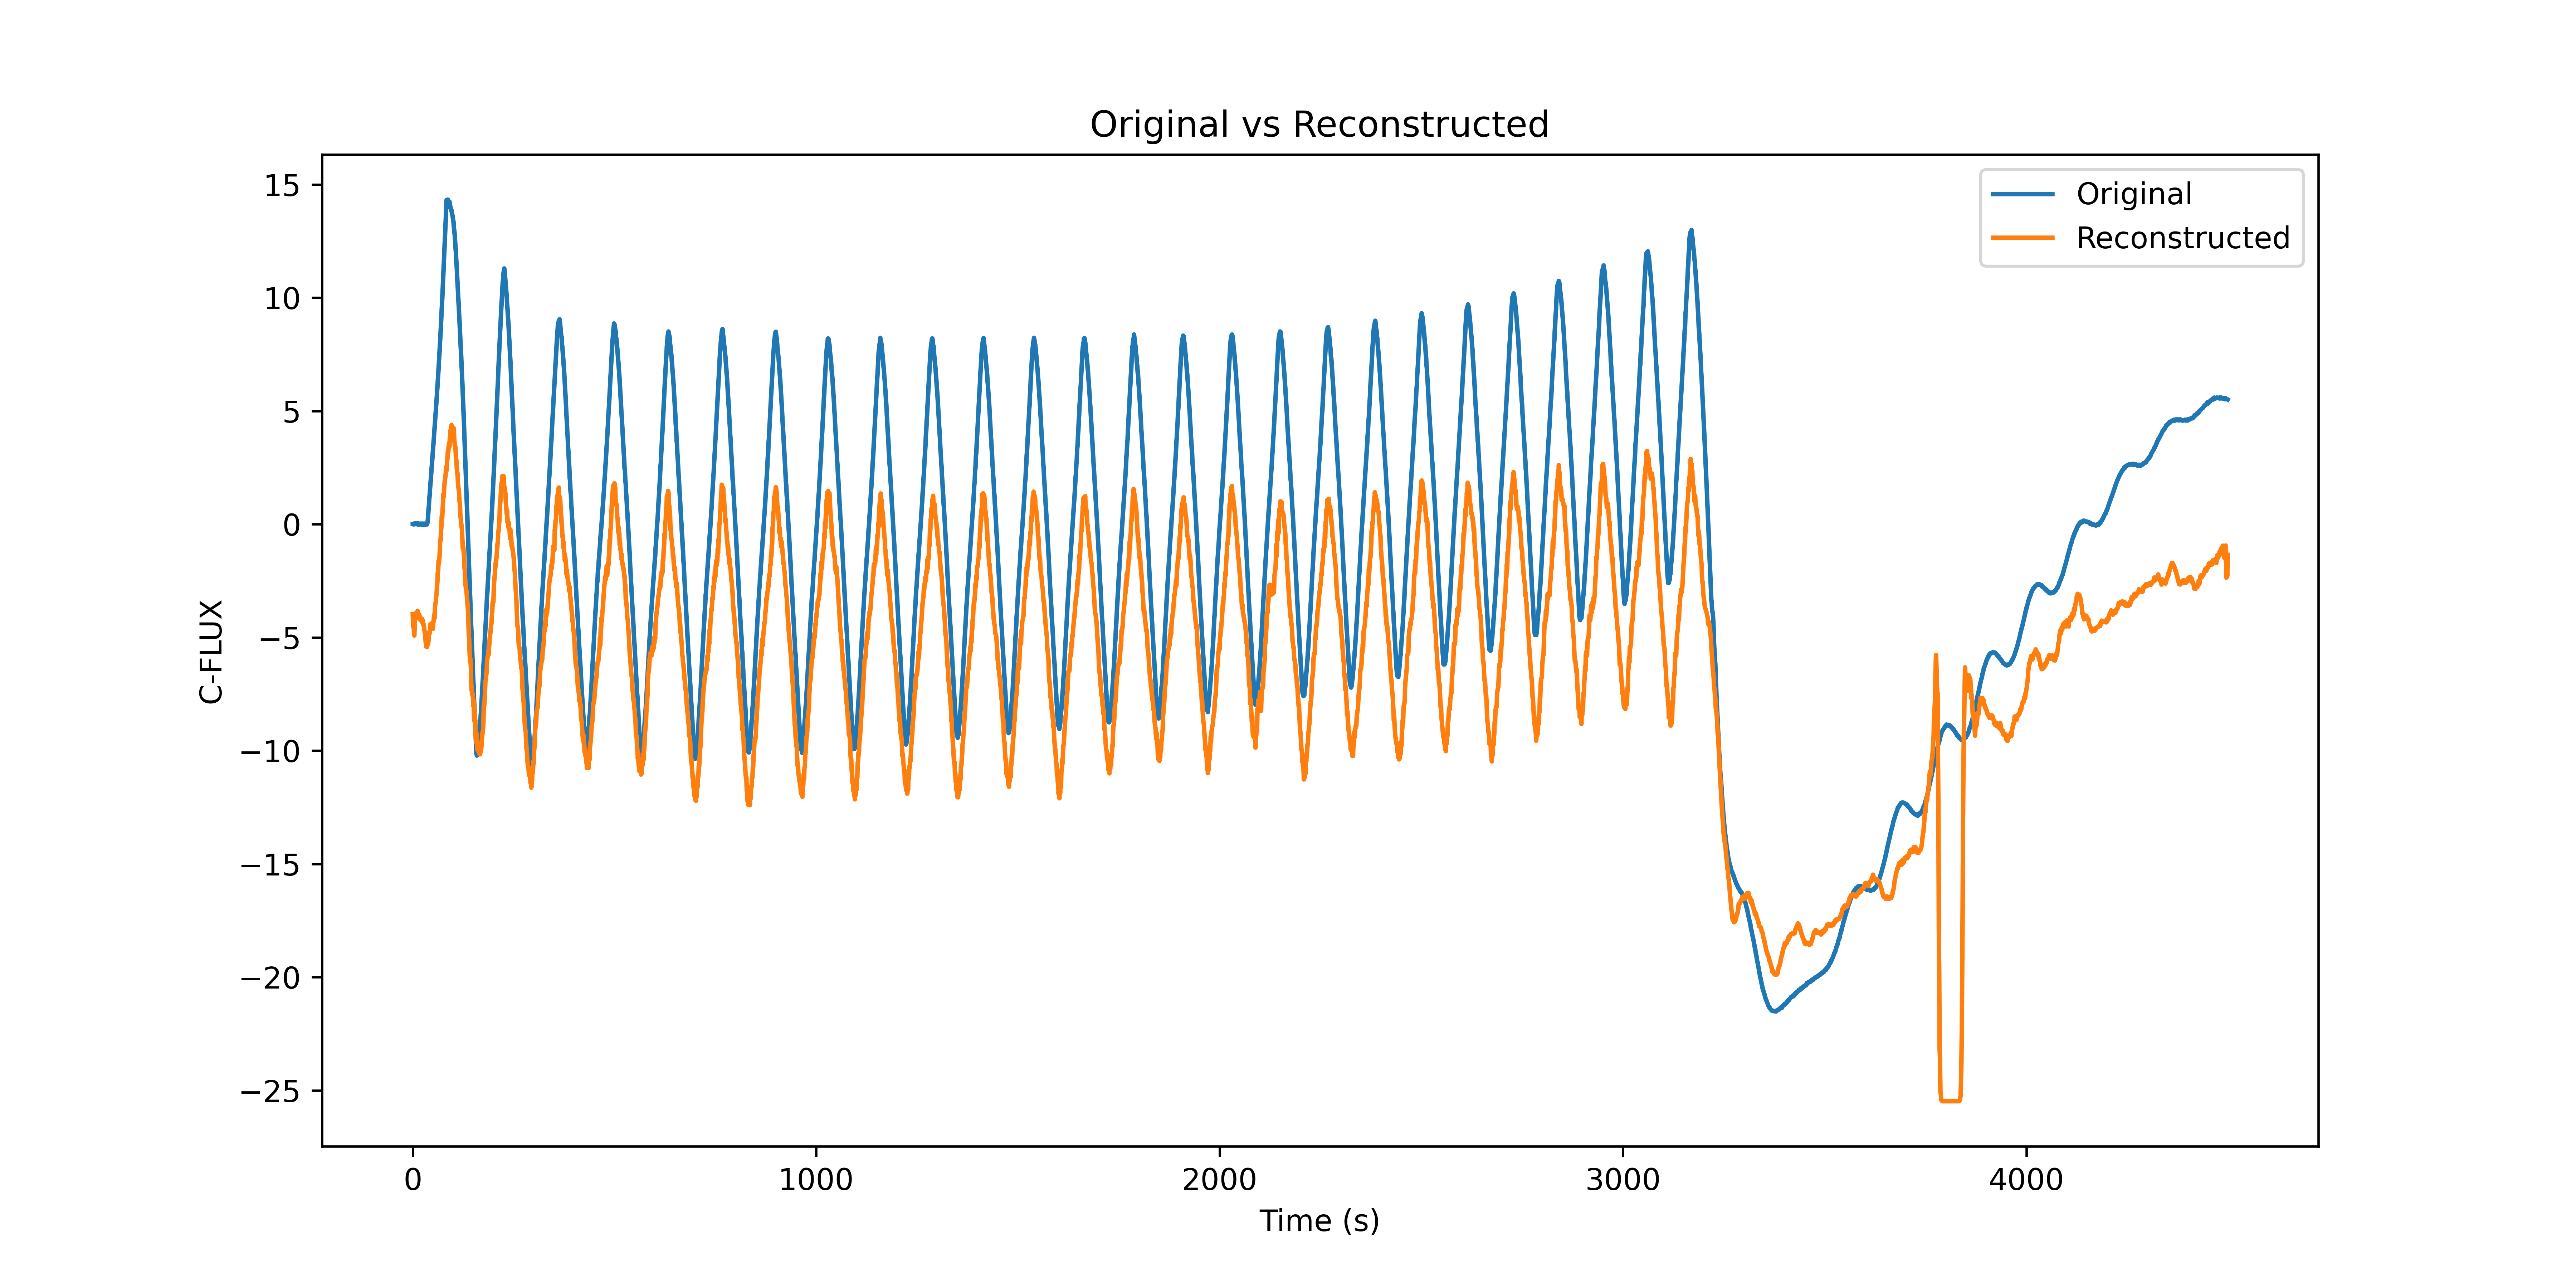 Original vs Reconstructed
Original
Reconstructed
15
10
5
0
−5
−10
−15
−20
−25
C-FLUX
0 1000 2000 3000 4000
Time (s)